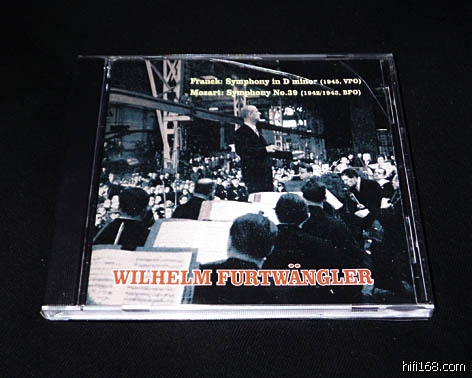 Franck: Symphony in D minor (1945, VPO)
Mozart: Symphony No.39 (1942/1943, BPO)
WILHELM FURTWÄNGLER
hifi168.com